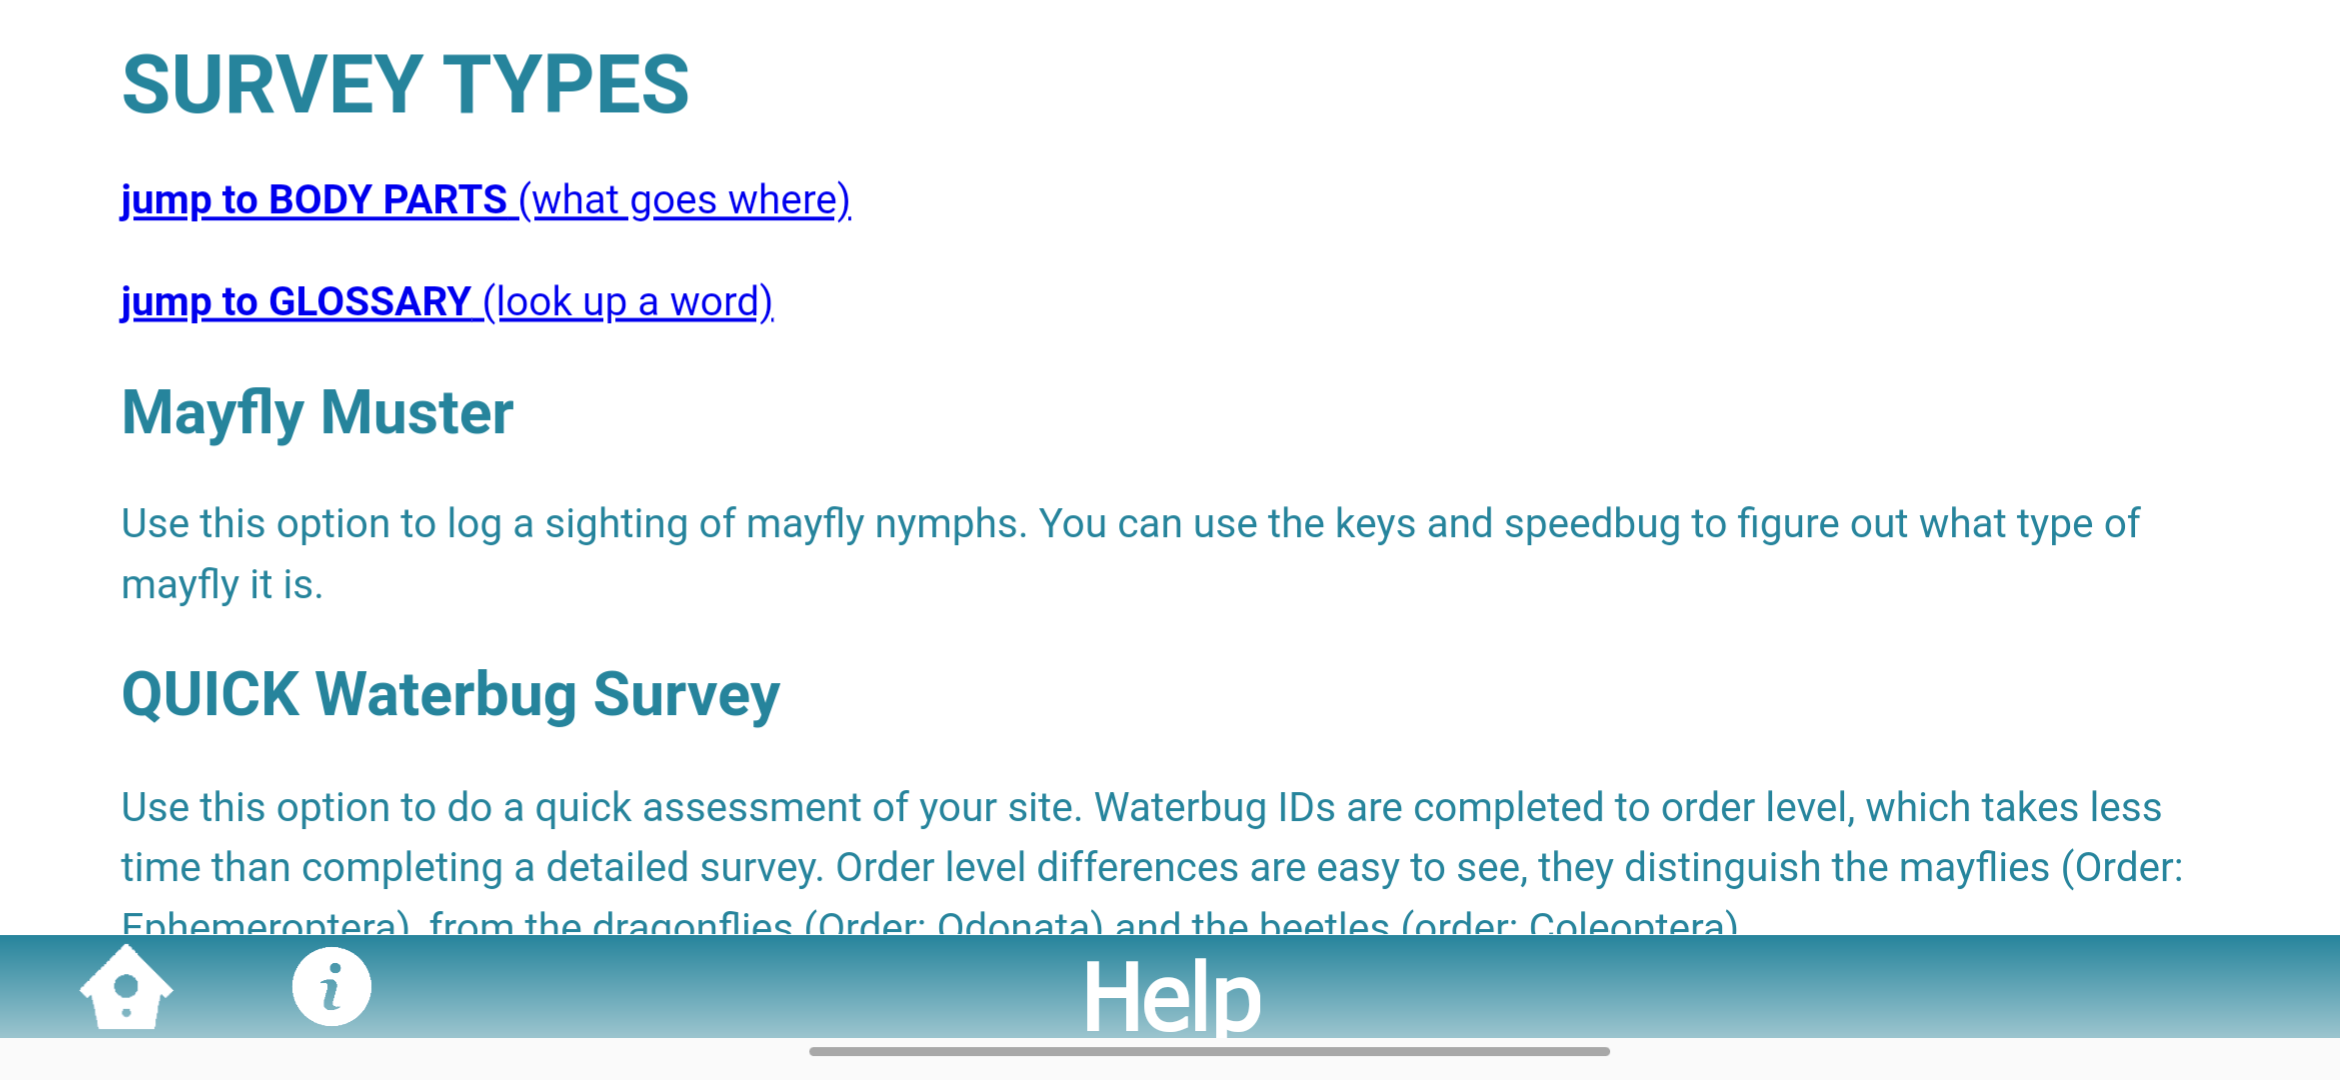 SURVEY TYPES
jump to BODY PARTS (what goes where)
jump to GLOSSARY (look up a word)
Mayfly Muster
Use this option to log a sighting of mayfly nymphs. You can use the keys and speedbug to figure out what type of
mayfly it is.
QUICK Waterbug Survey
Use this option to do a quick assessment of your site. Waterbug IDs are completed to order level, which takes less
time than completing a detailed survey. Order level differences are easy to see, they distinguish the mayflies (Order:
Ephemeroptera), from the dragonflies (Order: Odonata) and the beetles (order: Coleoptera)
i
Help